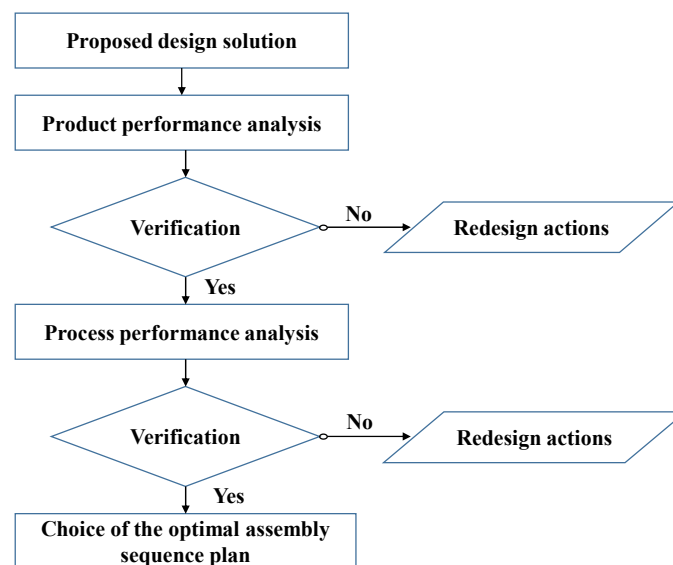 Proposed design solution
Product performance analysis
Verification
No
Redesign actions
Yes
Process performance analysis
Verification
No
Redesign actions
Yes
Choice of the optimal assembly
sequence plan